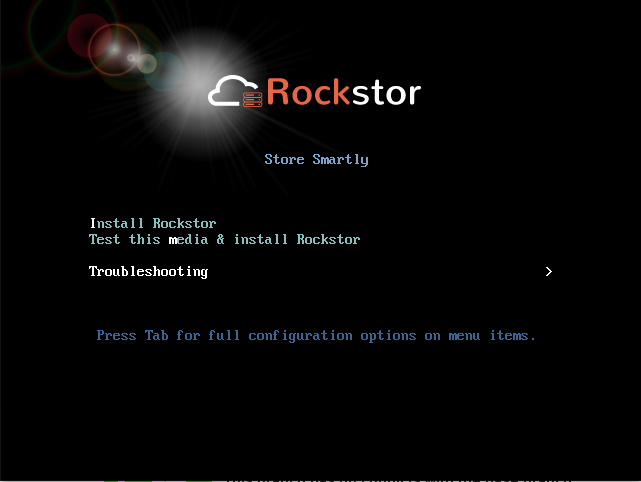 Rockstor
Store Smartly
Install Rockstor
Test this media & install Rockstor
Troubleshooting >
Press Tab for full configuration options on menu items.